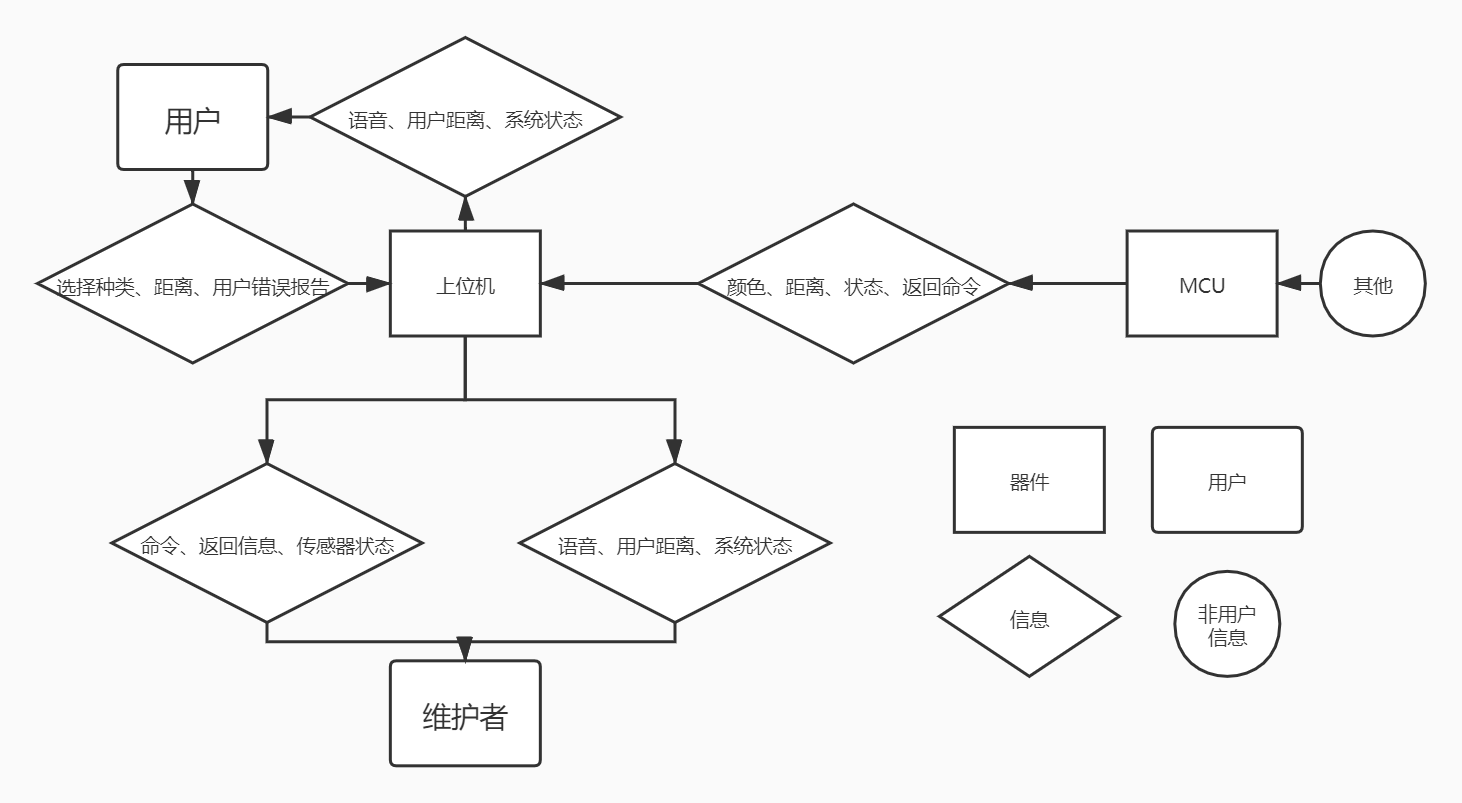 用户
语音、用户距离、系统状态
选择种类、距离、用户错误报告
上位机
颜色、距离、状态、返回命令
MCU
其他
命令、返回信息、传感器状态
语音、用户距离、系统状态
维护者
器件
用户
信息
非用户
信息